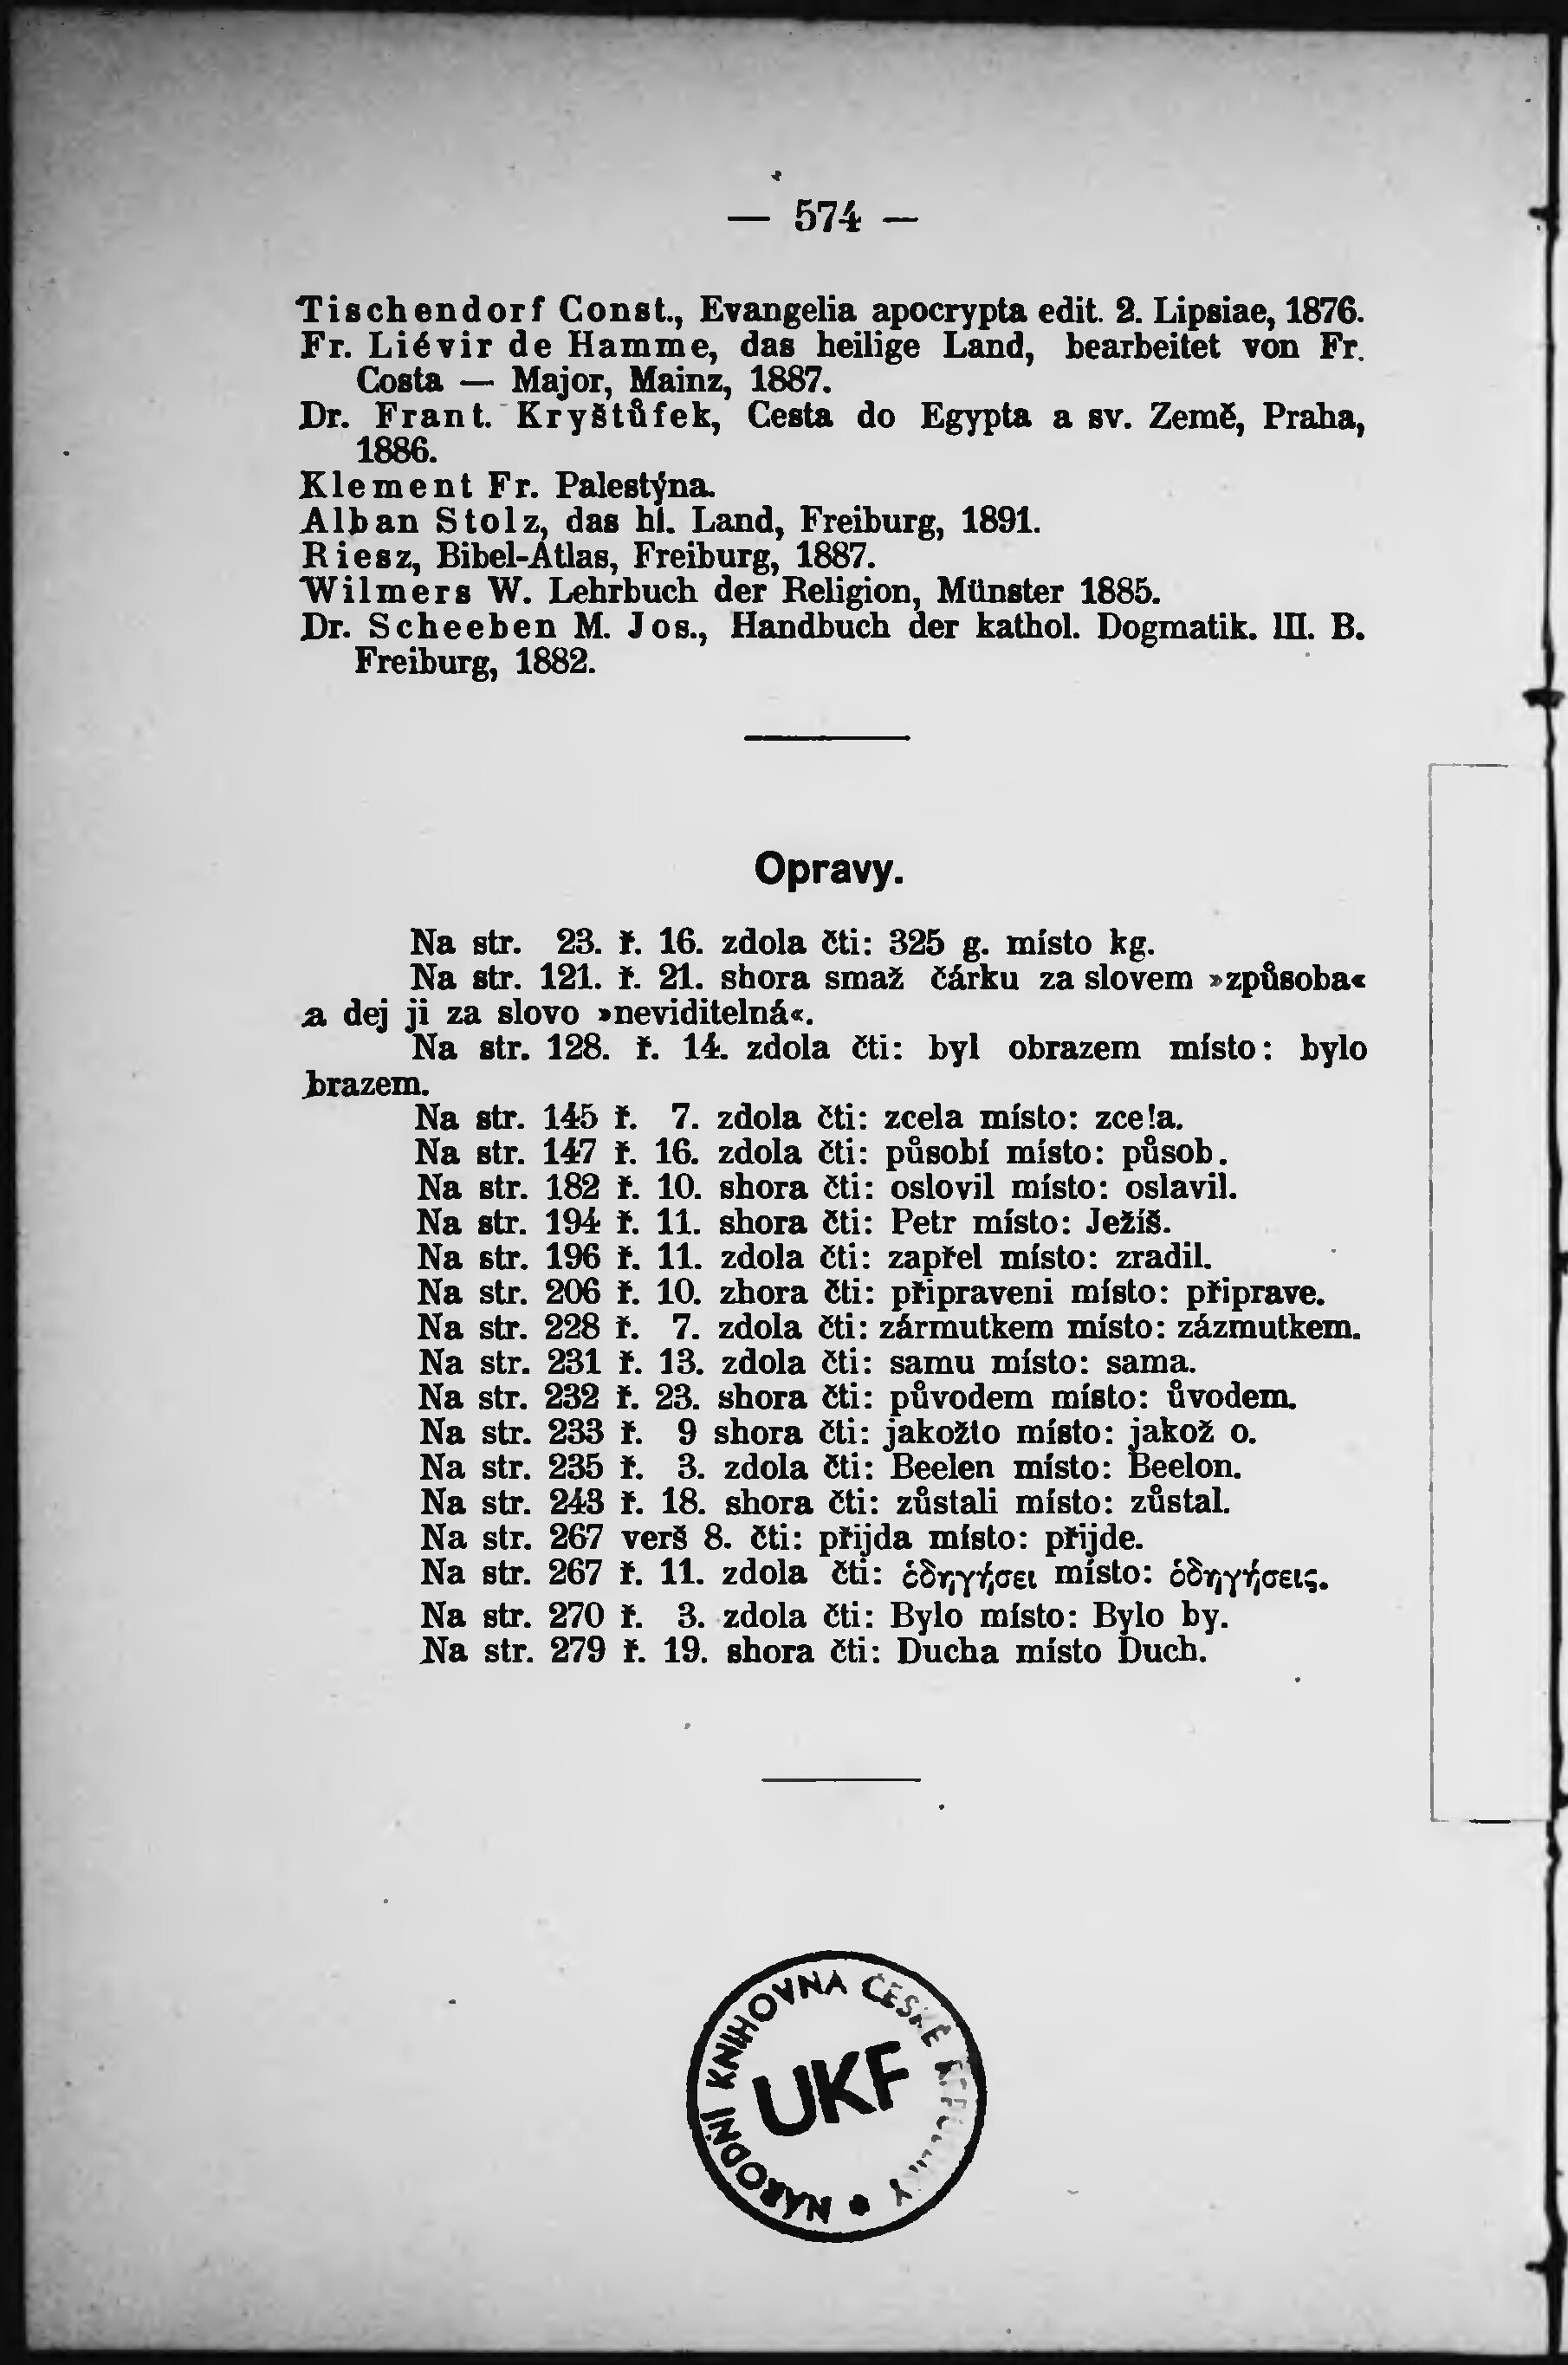 — 574 —
Tischendorf Const., Evangelia apocrypta edit. 2. Lipsiae, 1876.
Fr. Liévir de Hamme, das heilige Land, bearbeitet von Fr.
Costa — Major, Mainz, 1887.
Dr. Frant. Kryštůfek, Cesta do Egypta a sv. Země, Praha,
1886.
Klement Fr. Palestýna.
Alban Stolz, das hl. Land, Freiburg, 1891.
Riesz, Bibel-Atlas, Freiburg, 1887.
Wilmers W. Lehrbuch der Religion, Münster 1885.
Dr. Scheeben M. Jos., Handbuch der kathol. Dogmatik. III. B.
Freiburg, 1882.
Opravy.
Na str. 23. ř. 16. zdola čti: 325 g. místo kg.
Na str. 121. ř. 21. shora smaž čárku za slovem »způsoba«
a dej ji za slovo »neviditelná«.
Na str. 128. ř. 14. zdola čti: byl obrazem místo: bylo
brazem.
Na str. 145 ř. 7. zdola čti: zcela místo: zce!a.
Na str. 147 ř. 16. zdola čti: působí místo: působ.
Na str. 182 ř. 10. shora čti: oslovil místo: oslavil.
Na str. 194 ř. 11. shora čti: Petr místo: Ježíš.
Na str. 196 ř. 11. zdola čti: zapřel místo: zradil.
Na str. 206 ř. 10. zhora čti: připraveni místo: připrave.
Na str. 228 ř. 7. zdola čti: zármutkem místo: zázmutkem.
Na str. 231 ř. 13. zdola čti: samu místo: sama.
Na str. 232 ř. 23. shora čti: původem místo: ůvodem.
Na str. 233 ř. 9 shora čti: jakožto místo: jakož o.
Na str. 235 ř. 3. zdola čti: Beelen místo: Beelon.
Na str. 243 ř. 18. shora čti: zůstali místo: zůstal.
Na str. 267 verš 8. čti: přijda místo: přijde.
Na str. 267 ř. 11. zdola čti: ὁδηγήσει místo: ὁδηγήσεις.
Na str. 270 ř. 3. zdola čti: Bylo místo: Bylo by.
Na str. 279 ř. 19. shora čti: Ducha místo Duch.
NÁRODNÍ KNIHOVNA ČESKÉ
UKF